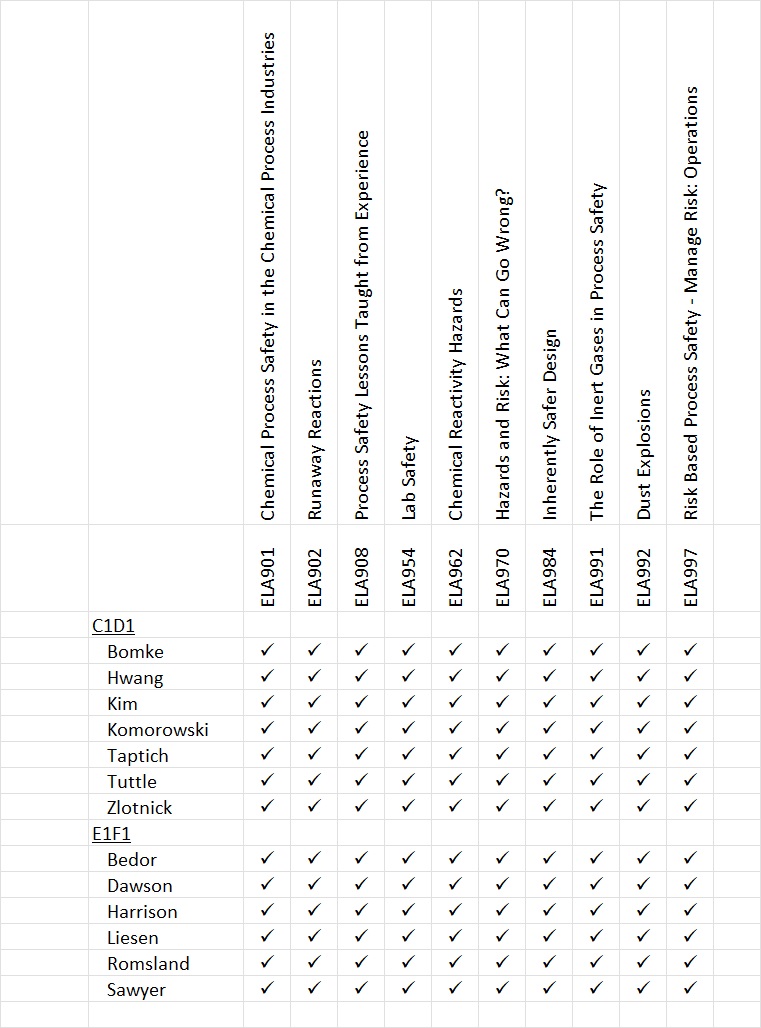 Chemical Process Safety in the Chemical Process Industries
Runaway Reactions
Process Safety Lessons Taught from Experience
Lab Safety
Chemical Reactivity Hazards
Hazards and Risk: What Can Go Wrong?
Inherently Safer Design
The Role of Inert Gases in Process Safety
Dust Explosions
Risk Based Process Safety - Manage Risk: Operations
ELA901 ELA902 ELA908 ELA954 ELA962 ELA970 ELA984 ELA991 ELA992 ELA997
C1D1
Bomke ✓ ✓ ✓ ✓ ✓ ✓ ✓ ✓ ✓ ✓
Hwang ✓ ✓ ✓ ✓ ✓ ✓ ✓ ✓ ✓ ✓
Kim ✓ ✓ ✓ ✓ ✓ ✓ ✓ ✓ ✓ ✓
Komorowski ✓ ✓ ✓ ✓ ✓ ✓ ✓ ✓ ✓ ✓
Taptich ✓ ✓ ✓ ✓ ✓ ✓ ✓ ✓ ✓ ✓
Tuttle ✓ ✓ ✓ ✓ ✓ ✓ ✓ ✓ ✓ ✓
Zlotnick ✓ ✓ ✓ ✓ ✓ ✓ ✓ ✓ ✓ ✓
E1F1
Bedor ✓ ✓ ✓ ✓ ✓ ✓ ✓ ✓ ✓ ✓
Dawson ✓ ✓ ✓ ✓ ✓ ✓ ✓ ✓ ✓ ✓
Harrison ✓ ✓ ✓ ✓ ✓ ✓ ✓ ✓ ✓ ✓
Liesen ✓ ✓ ✓ ✓ ✓ ✓ ✓ ✓ ✓ ✓
Romsland ✓ ✓ ✓ ✓ ✓ ✓ ✓ ✓ ✓ ✓
Sawyer ✓ ✓ ✓ ✓ ✓ ✓ ✓ ✓ ✓ ✓